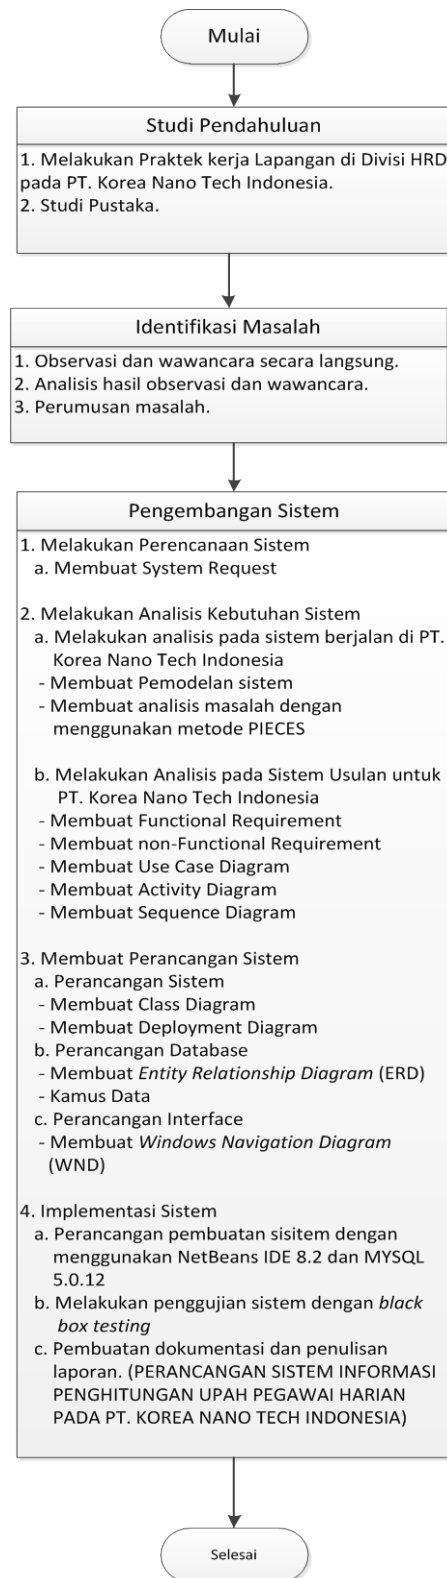 Mulai
Studi Pendahuluan
1. Melakukan Praktek kerja Lapangan di Divisi HRD
pada PT. Korea Nano Tech Indonesia.
2. Studi Pustaka.
Identifikasi Masalah
1. Observasi dan wawancara secara langsung.
2. Analisis hasil observasi dan wawancara.
3. Perumusan masalah.
Pengembangan Sistem
1. Melakukan Perencanaan Sistem
a. Membuat System Request
2. Melakukan Analisis Kebutuhan Sistem
a. Melakukan analisis pada sistem berjalan di PT.
Korea Nano Tech Indonesia
- Membuat Pemodelan sistem
- Membuat analisis masalah dengan
menggunakan metode PIECES
b. Melakukan Analisis pada Sistem Usulan untuk
PT. Korea Nano Tech Indonesia
- Membuat Functional Requirement
- Membuat non-Functional Requirement
- Membuat Use Case Diagram
- Membuat Activity Diagram
- Membuat Sequence Diagram
3. Membuat Perancangan Sistem
a. Perancangan Sistem
- Membuat Class Diagram
- Membuat Deployment Diagram
b. Perancangan Database
- Membuat Entity Relationship Diagram (ERD)
- Kamus Data
c. Perancangan Interface
- Membuat Windows Navigation Diagram
(WND)
4. Implementasi Sistem
a. Perancangan pembuatan sisitem dengan
menggunakan NetBeans IDE 8.2 dan MYSQL
5.0.12
b. Melakukan penggujian sistem dengan black
box testing
c. Pembuatan dokumentasi dan penulisan
laporan. (PERANCANGAN SISTEM INFORMASI
PENGHITUNGAN UPAH PEGAWAI HARIAN
PADA PT. KOREA NANO TECH INDONESIA)
Selesai